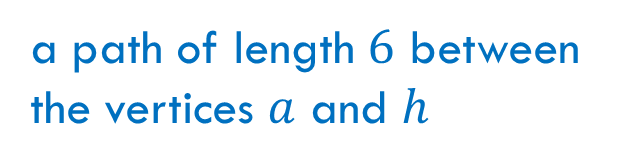 a path of length 6 between
the vertices a and h